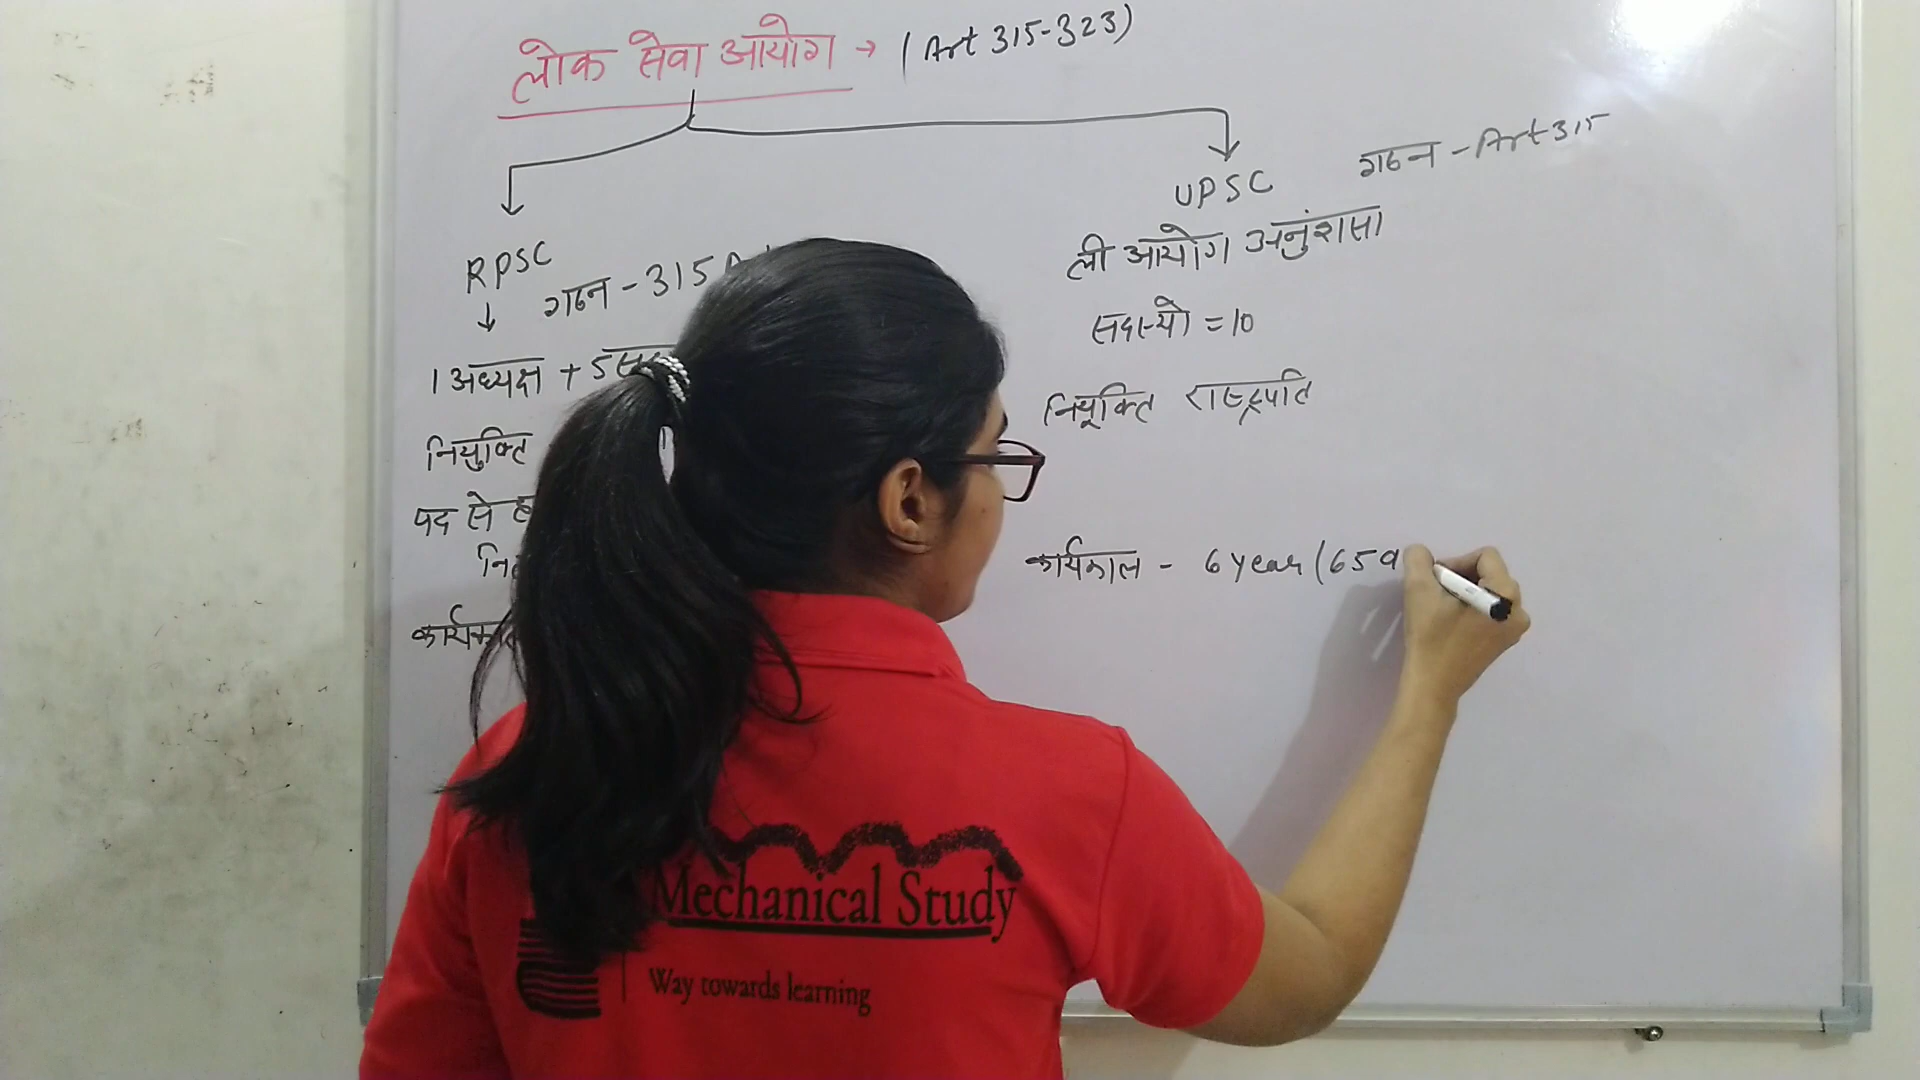 लोक सेवा आयोग → (Art 315-323)
RPSC
गठन - 315
1 अध्यक्ष + 5
नियुक्ति
पद से
कार्यकाल
UPSC
गठन - Art 315
ली आयोग अनुंशसा
सदस्यो = 10
नियूक्ति राष्ट्रपति
कार्यकाल - 6 year (65
Mechanical Study
Way towards learning